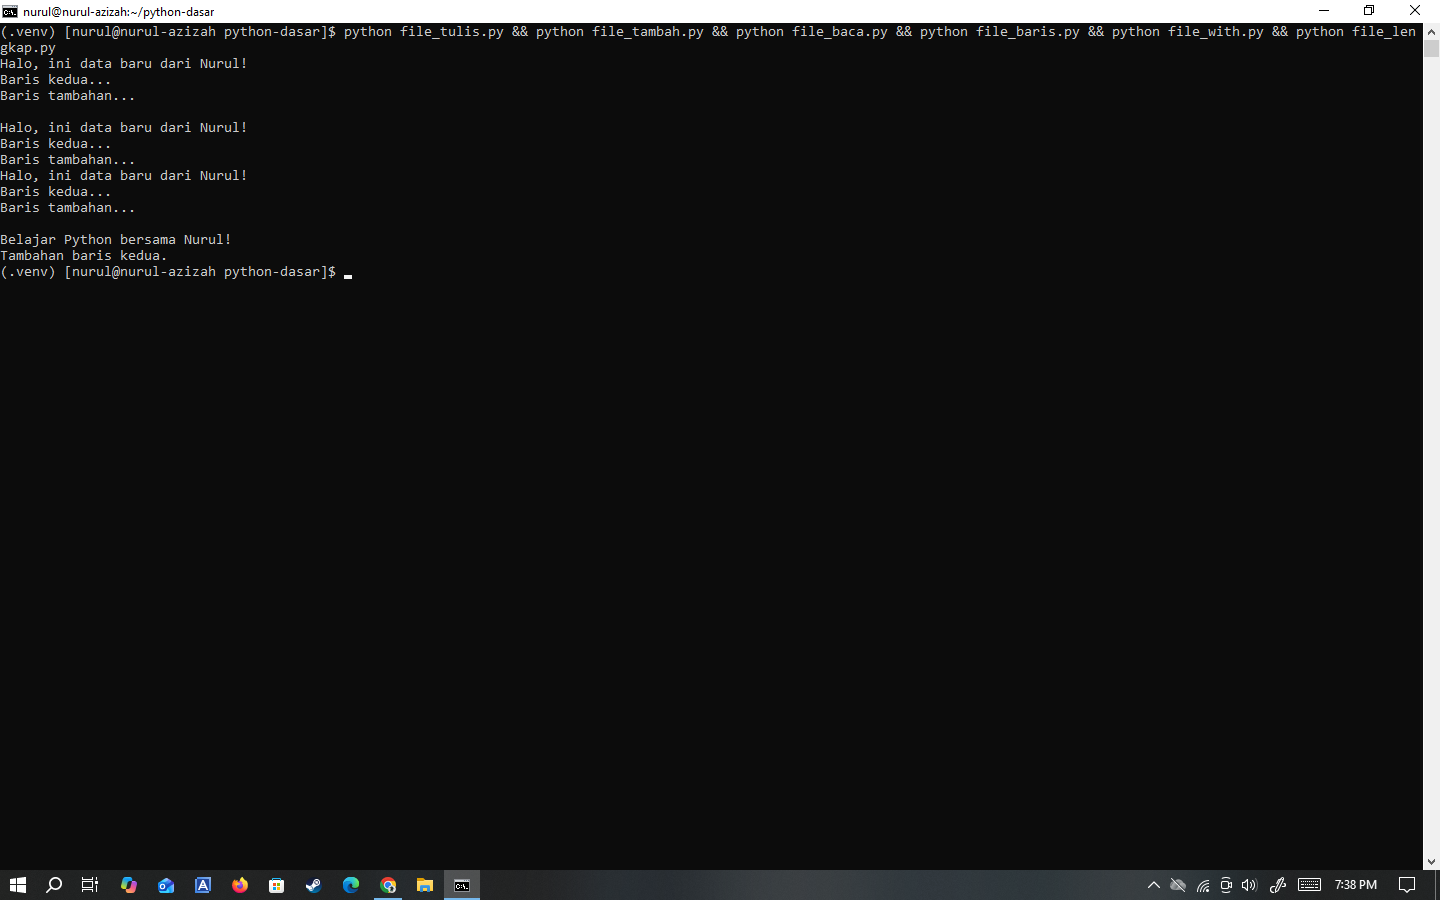 nurul@nurul-azizah:~/python-dasar
(.venv) [nurul@nurul-azizah python-dasar]$ python file_tulis.py && python file_tambah.py && python file_baca.py && python file_baris.py && python file_with.py && python file_len
gkap.py
Halo, ini data baru dari Nurul!
Baris kedua...
Baris tambahan...
Halo, ini data baru dari Nurul!
Baris kedua...
Baris tambahan...
Halo, ini data baru dari Nurul!
Baris kedua...
Baris tambahan...
Belajar Python bersama Nurul!
Tambahan baris kedua.
(.venv) [nurul@nurul-azizah python-dasar]$
7:38 PM